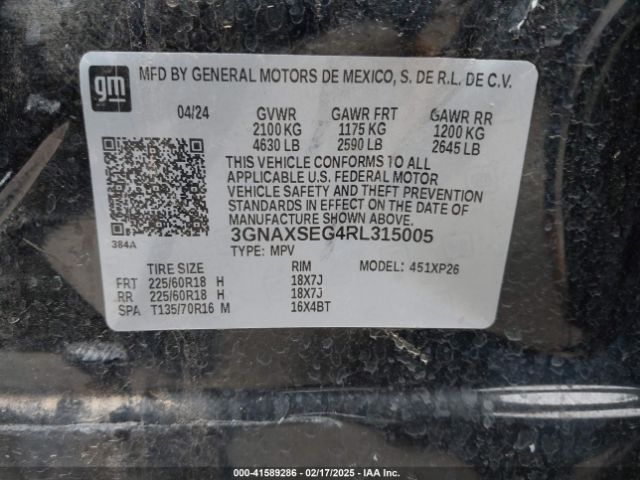 gm
MFD BY GENERAL MOTORS DE MEXICO, S. DE R.L. DE C.V.
04/24 GVWR GAWR FRT GAWR RR
2100 KG 1175 KG 1200 KG
4630 LB 2590 LB 2645 LB
THIS VEHICLE CONFORMS TO ALL
APPLICABLE U.S. FEDERAL MOTOR
VEHICLE SAFETY AND THEFT PREVENTION
STANDARDS IN EFFECT ON THE DATE OF
MANUFACTURE SHOWN ABOVE.
384A
3GNAXSEG4RL315005
TYPE: MPV
TIRE SIZE RIM MODEL: 451XP26
FRT 225/60R18 H 18X7J
RR 225/60R18 H 18X7J
SPA T135/70R16 M 16X4BT
000-41589286 - 02/17/2025 - IAA Inc.